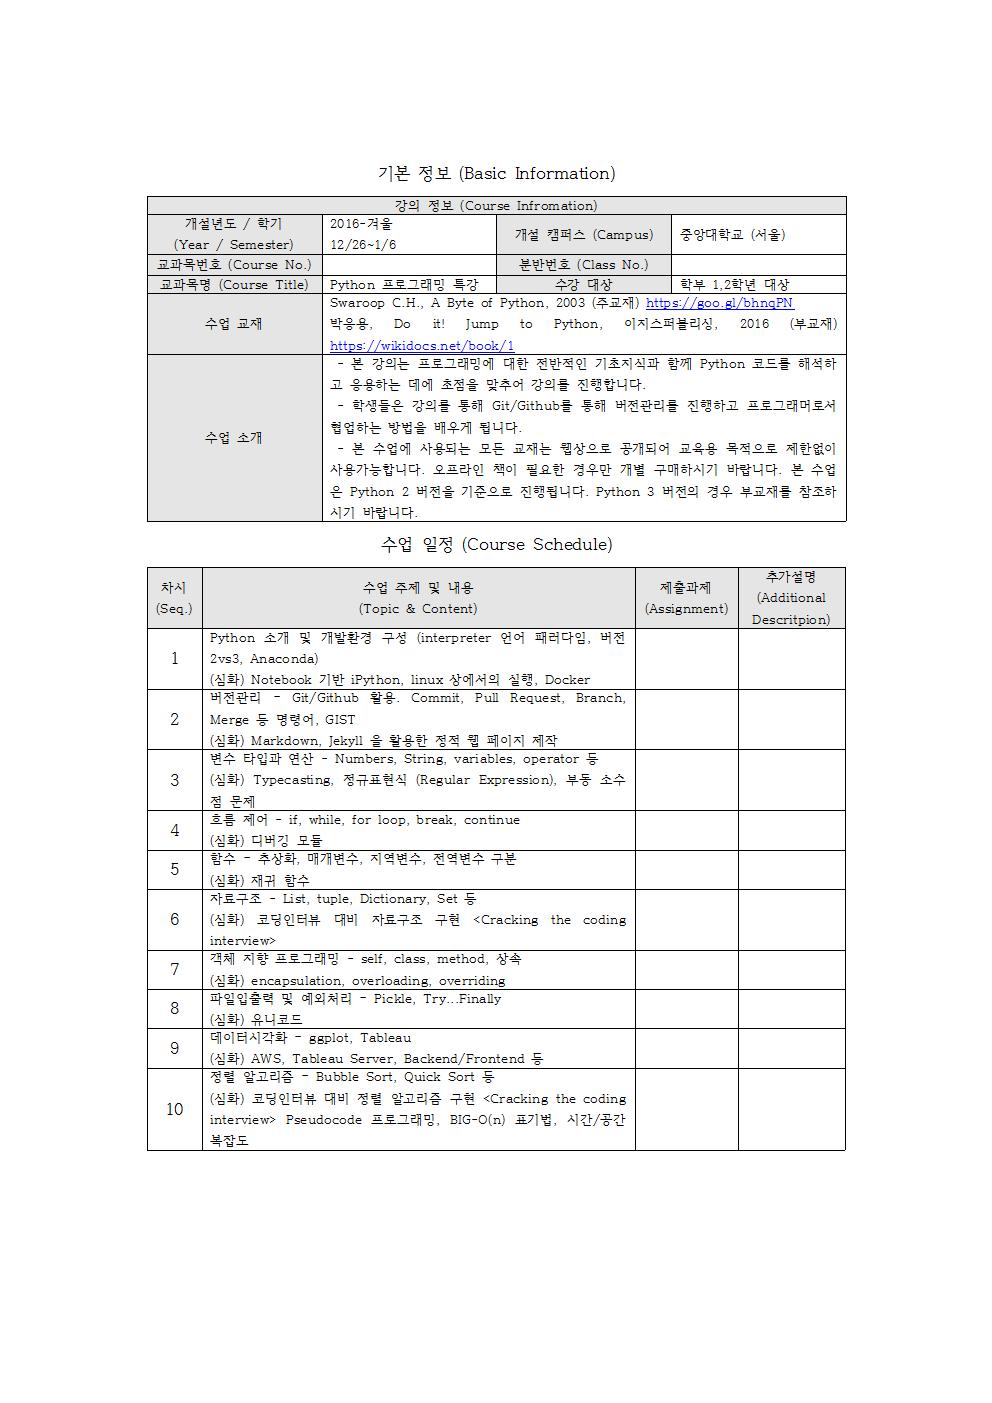 기본 정보 (Basic Information)
강의 정보 (Course Infromation)
개설년도 / 학기
(Year / Semester)
2016-겨울
12/26~1/6
개설 캠퍼스 (Campus)
중앙대학교 (서울)
교과목번호 (Course No.)
분반번호 (Class No.)
교과목명 (Course Title)
Python 프로그래밍 특강
수강 대상
학부 1,2학년 대상
수업 교재
Swaroop C.H., A Byte of Python, 2003 (주교재) https://goo.gl/bhnqPN
박응용, Do it! Jump to Python, 이지스퍼블리싱, 2016 (부교재)
https://wikidocs.net/book/1
수업 소개
- 본 강의는 프로그래밍에 대한 전반적인 기초지식과 함께 Python 코드를 해석하
고 응용하는 데에 초점을 맞추어 강의를 진행합니다.
- 학생들은 강의를 통해 Git/Github를 통해 버전관리를 진행하고 프로그래머로서
협업하는 방법을 배우게 됩니다.
- 본 수업에 사용되는 모든 교재는 웹상으로 공개되어 교육용 목적으로 제한없이
사용가능합니다. 오프라인 책이 필요한 경우만 개별 구매하시기 바랍니다. 본 수업
은 Python 2 버전을 기준으로 진행됩니다. Python 3 버전의 경우 부교재를 참조하
시기 바랍니다.
수업 일정 (Course Schedule)
차시
(Seq.)
수업 주제 및 내용
(Topic & Content)
제출과제
(Assignment)
추가설명
(Additional
Descritpion)
1
Python 소개 및 개발환경 구성 (interpreter 언어 패러다임, 버전
2vs3, Anaconda)
(심화) Notebook 기반 iPython, linux 상에서의 실행, Docker
2
버전관리 - Git/Github 활용. Commit, Pull Request, Branch,
Merge 등 명령어, GIST
(심화) Markdown, Jekyll 을 활용한 정적 웹 페이지 제작
3
변수 타입과 연산 - Numbers, String, variables, operator 등
(심화) Typecasting, 정규표현식 (Regular Expression), 부동 소수
점 문제
4
흐름 제어 - if, while, for loop, break, continue
(심화) 디버깅 모듈
5
함수 - 추상화, 매개변수, 지역변수, 전역변수 구분
(심화) 재귀 함수
6
자료구조 - List, tuple, Dictionary, Set 등
(심화) 코딩인터뷰 대비 자료구조 구현 <Cracking the coding
interview>
7
객체 지향 프로그래밍 - self, class, method, 상속
(심화) encapsulation, overloading, overriding
8
파일입출력 및 예외처리 - Pickle, Try...Finally
(심화) 유니코드
9
데이터시각화 - ggplot, Tableau
(심화) AWS, Tableau Server, Backend/Frontend 등
10
정렬 알고리즘 - Bubble Sort, Quick Sort 등
(심화) 코딩인터뷰 대비 정렬 알고리즘 구현 <Cracking the coding
interview> Pseudocode 프로그래밍, BIG-O(n) 표기법, 시간/공간
복잡도